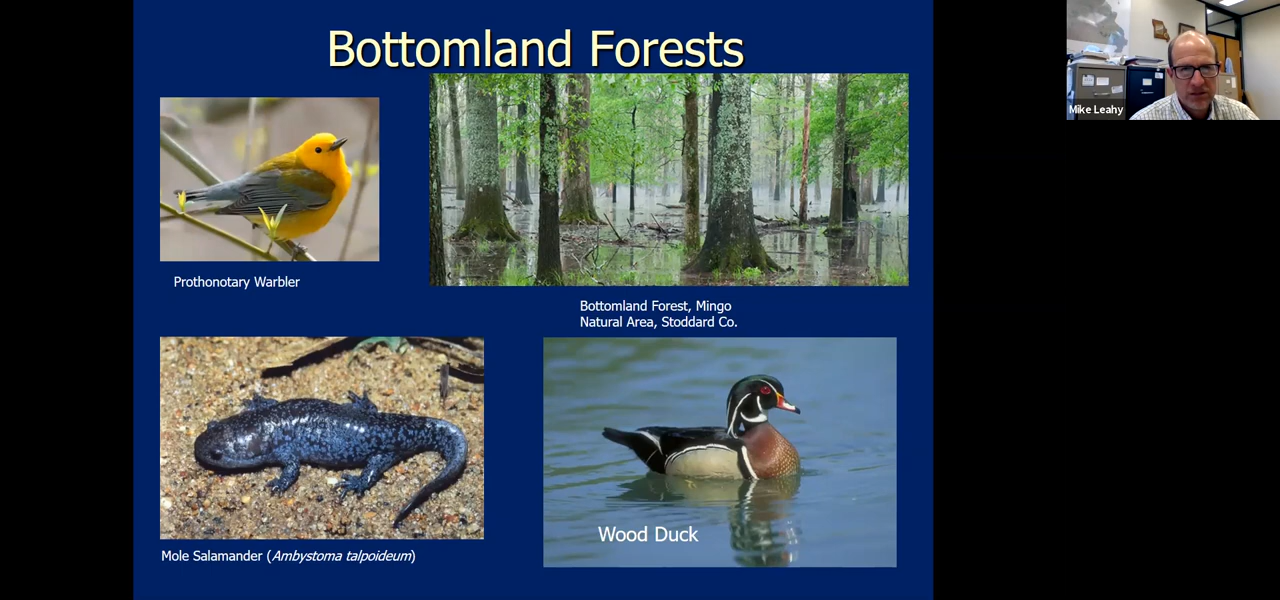 Bottomland Forests
Mike Leahy
Prothonotary Warbler
Bottomland Forest, Mingo
Natural Area, Stoddard Co.
Wood Duck
Mole Salamander (Ambystoma talpoideum)